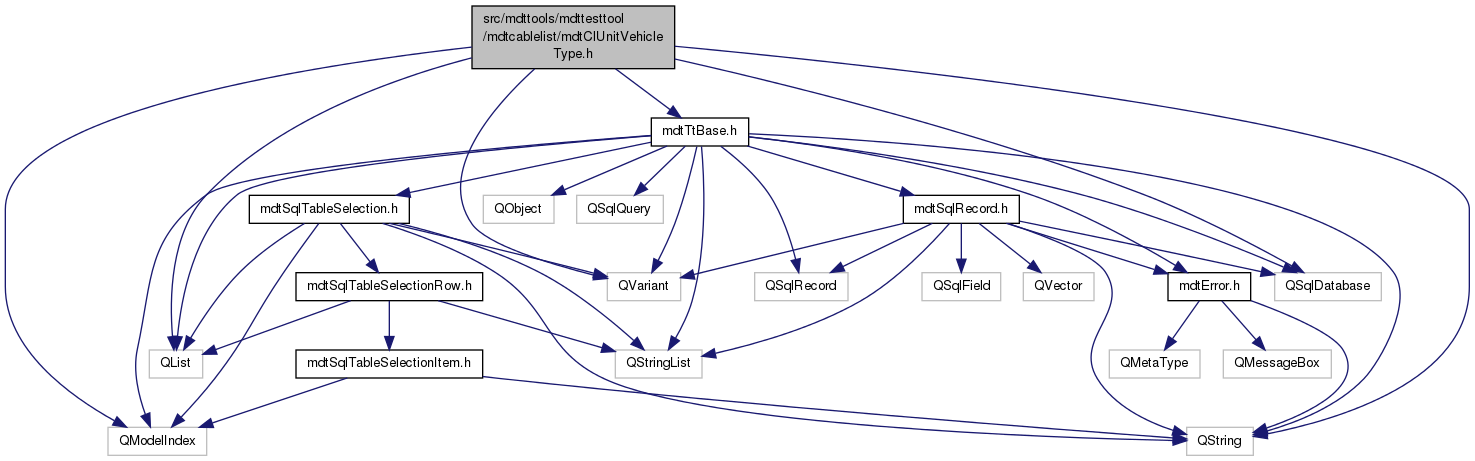 src/mdttools/mdttesttool
/mdtcablelist/mdtClUnitVehicle
Type.h
mdtTtBase.h
mdtSqlTableSelection.h
QObject
QSqlQuery
mdtSqlRecord.h
mdtSqlTableSelectionRow.h
QVariant
QSqlRecord
QSqlField
QVector
mdtError.h
QSqlDatabase
QList
mdtSqlTableSelectionItem.h
QStringList
QMetaType
QMessageBox
QModelIndex
QString